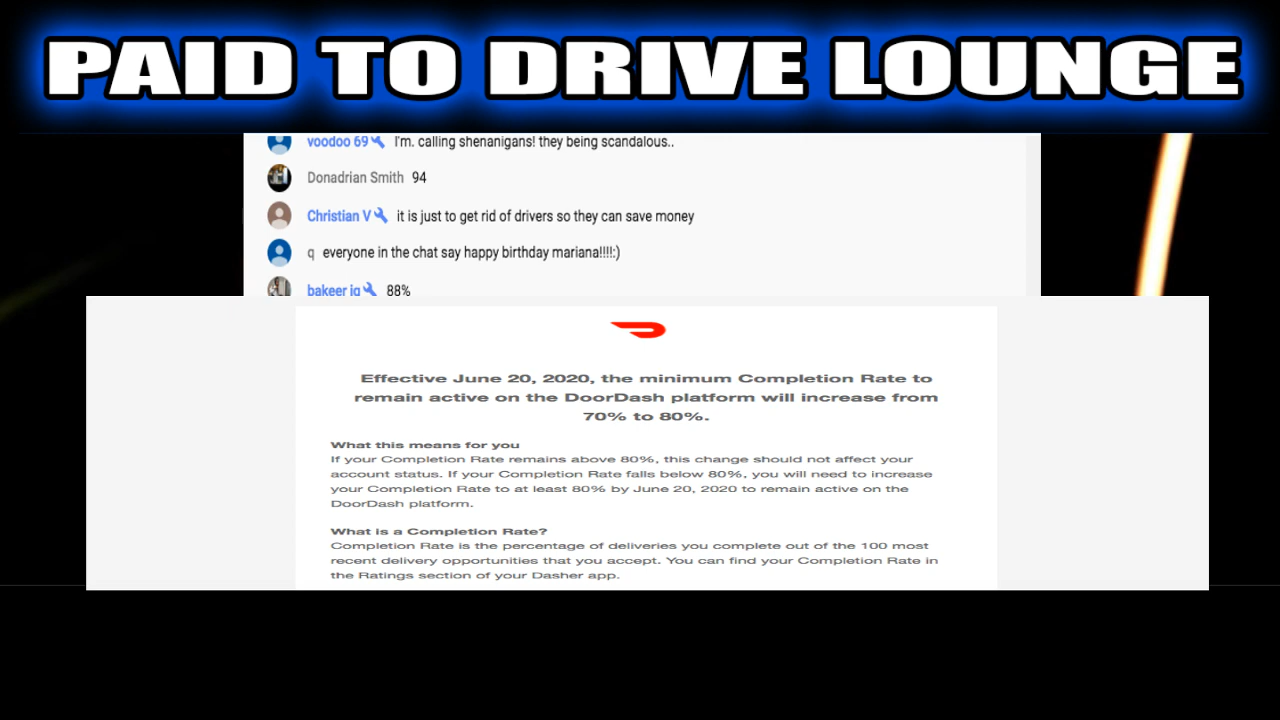 PAID TO DRIVE LOUNGE
voodoo 69 I'm. calling shenanigans! they being scandalous..
Donadrian Smith 94
Christian V it is just to get rid of drivers so they can save money
q everyone in the chat say happy birthday mariana!!!!:)
bakeer iq 88%
Effective June 20, 2020, the minimum Completion Rate to
remain active on the DoorDash platform will increase from
70% to 80%.
What this means for you
If your Completion Rate remains above 80%, this change should not affect your
account status. If your Completion Rate falls below 80%, you will need to increase
your Completion Rate to at least 80% by June 20, 2020 to remain active on the
DoorDash platform.
What is a Completion Rate?
Completion Rate is the percentage of deliveries you complete out of the 100 most
recent delivery opportunities that you accept. You can find your Completion Rate in
the Ratings section of your Dasher app.